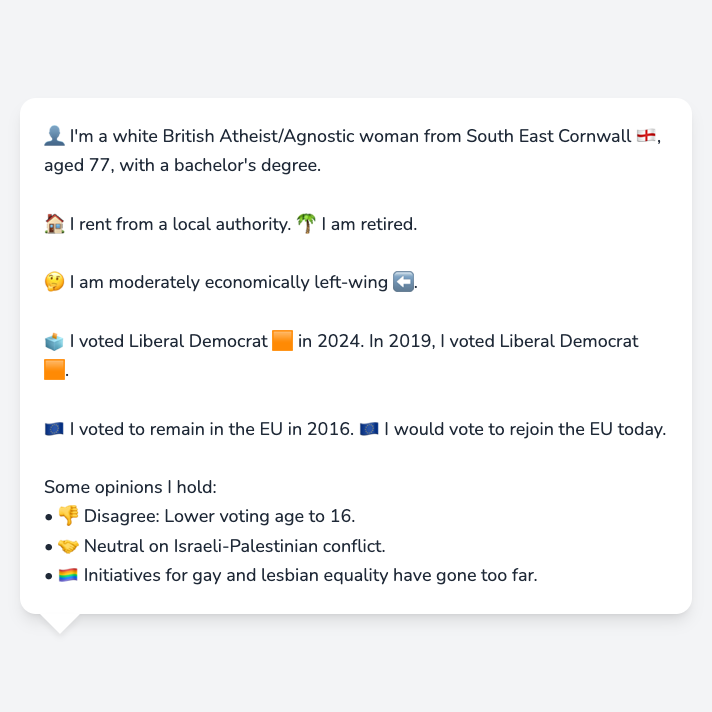 👤 I'm a white British Atheist/Agnostic woman from South East Cornwall 🏴󠁧󠁢󠁥󠁮󠁧󠁿,
aged 77, with a bachelor's degree.
🏠 I rent from a local authority. 🌴 I am retired.
🤔 I am moderately economically left-wing ⬅️.
🗳️ I voted Liberal Democrat 🟧 in 2024. In 2019, I voted Liberal Democrat
🟧.
🇪🇺 I voted to remain in the EU in 2016. 🇪🇺 I would vote to rejoin the EU today.
Some opinions I hold:
• 👎 Disagree: Lower voting age to 16.
• 🤝 Neutral on Israeli-Palestinian conflict.
• 🏳️‍🌈 Initiatives for gay and lesbian equality have gone too far.